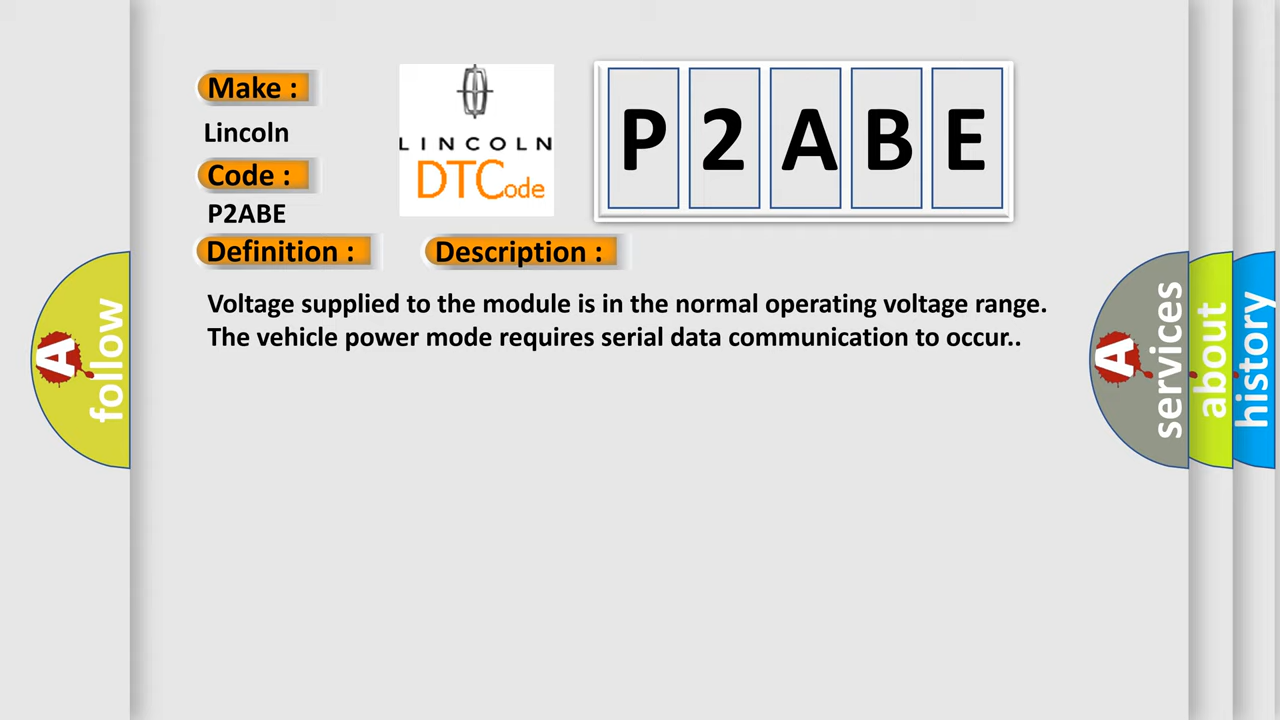 Make :
Lincoln
Code :
P2ABE
Definition :
Description :
Voltage supplied to the module is in the normal operating voltage range.
The vehicle power mode requires serial data communication to occur..
LINCOLN
DTCode
P2ABE
A follow
A services
about
history